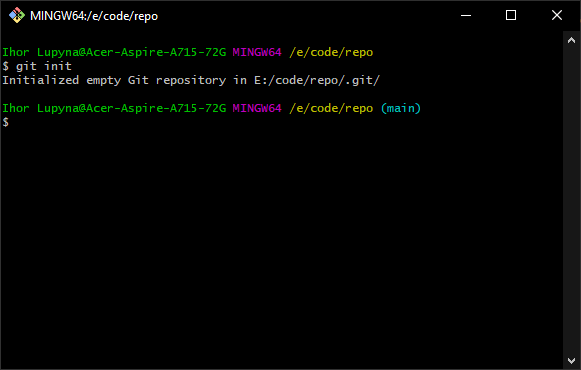 MINGW64:/e/code/repo
Ihor Lupyna@Acer-Aspire-A715-72G MINGW64 /e/code/repo
$ git init
Initialized empty Git repository in E:/code/repo/.git/
Ihor Lupyna@Acer-Aspire-A715-72G MINGW64 /e/code/repo (main)
$